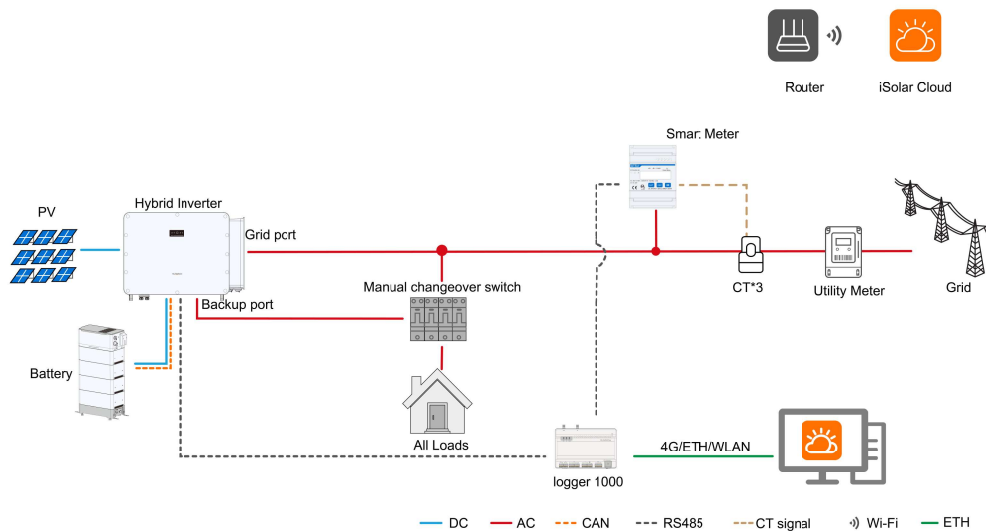 Router
iSolar Cloud
Smar: Meter
PV
Hybrid Inverter
Grid pcrt
Manual changeover switch
CT*3
Utility Meter
Grid
Backup port
Battery
All Loads
4G/ETH/WLAN
logger 1000
DC
AC
CAN
RS485
CT signal
Wi-Fi
ETH